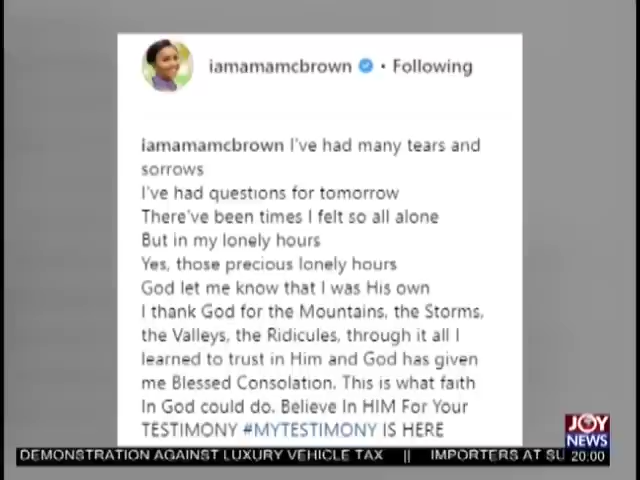 iamamamcbrown • Following
iamamamcbrown I've had many tears and
sorrows
I've had questions for tomorrow
There've been times I felt so all alone
But in my lonely hours
Yes, those precious lonely hours
God let me know that I was His own
I thank God for the Mountains, the Storms,
the Valleys, the Ridicules, through it all I
learned to trust in Him and God has given
me Blessed Consolation. This is what faith
In God could do. Believe In HIM For Your
TESTIMONY #MYTESTIMONY IS HERE
JOY
NEWS
DEMONSTRATION AGAINST LUXURY VEHICLE TAX || IMPORTERS AT SU 20:00